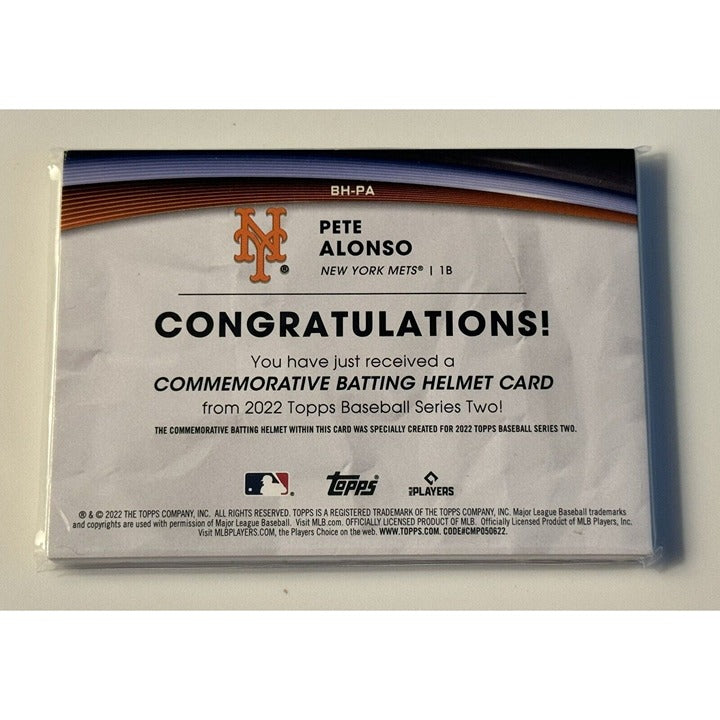 BH-PA
NY®
PETE
ALONSO
NEW YORK METS® | 1B
CONGRATULATIONS!
You have just received a
COMMEMORATIVE BATTING HELMET CARD
from 2022 Topps Baseball Series Two!
THE COMMEMORATIVE BATTING HELMET WITHIN THIS CARD WAS SPECIALLY CREATED FOR 2022 TOPPS BASEBALL SERIES TWO.
Topps PLAYERS
® & © 2022 THE TOPPS COMPANY, INC. ALL RIGHTS RESERVED. TOPPS IS A REGISTERED TRADEMARK OF THE TOPPS COMPANY, INC. Major League Baseball trademarks
and copyrights are used with permission of Major League Baseball. Visit MLB.com. OFFICIALLY LICENSED PRODUCT OF MLB. Officially Licensed Product of MLB Players, Inc.
Visit MLBPLAYERS.COM, the Players Choice on the web. WWW.TOPPS.COM. CODE#CMP050622.